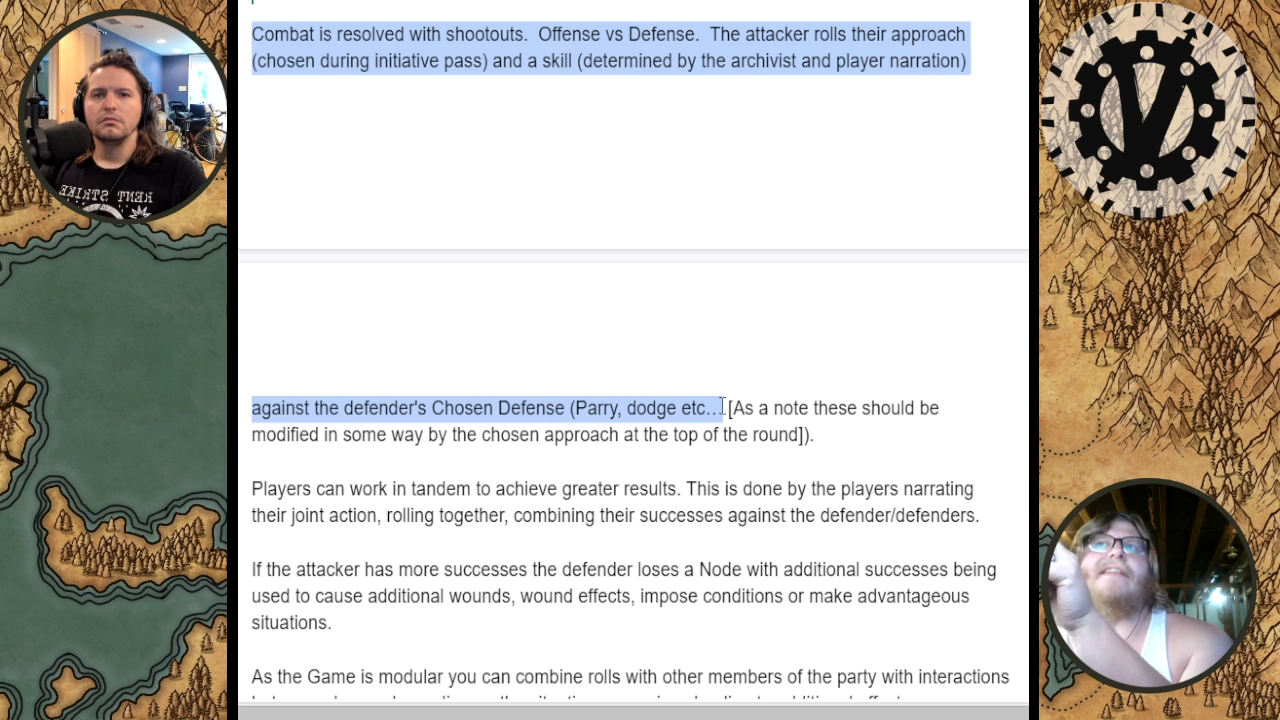 Combat is resolved with shootouts.  Offense vs Defense.  The attacker rolls their approach
(chosen during initiative pass) and a skill (determined by the archivist and player narration)
against the defender's Chosen Defense (Parry, dodge etc... [As a note these should be
modified in some way by the chosen approach at the top of the round]).
Players can work in tandem to achieve greater results. This is done by the players narrating
their joint action, rolling together, combining their successes against the defender/defenders.
If the attacker has more successes the defender loses a Node with additional successes being
used to cause additional wounds, wound effects, impose conditions or make advantageous
situations.
As the Game is modular you can combine rolls with other members of the party with interactions
RENT STRIKE
V